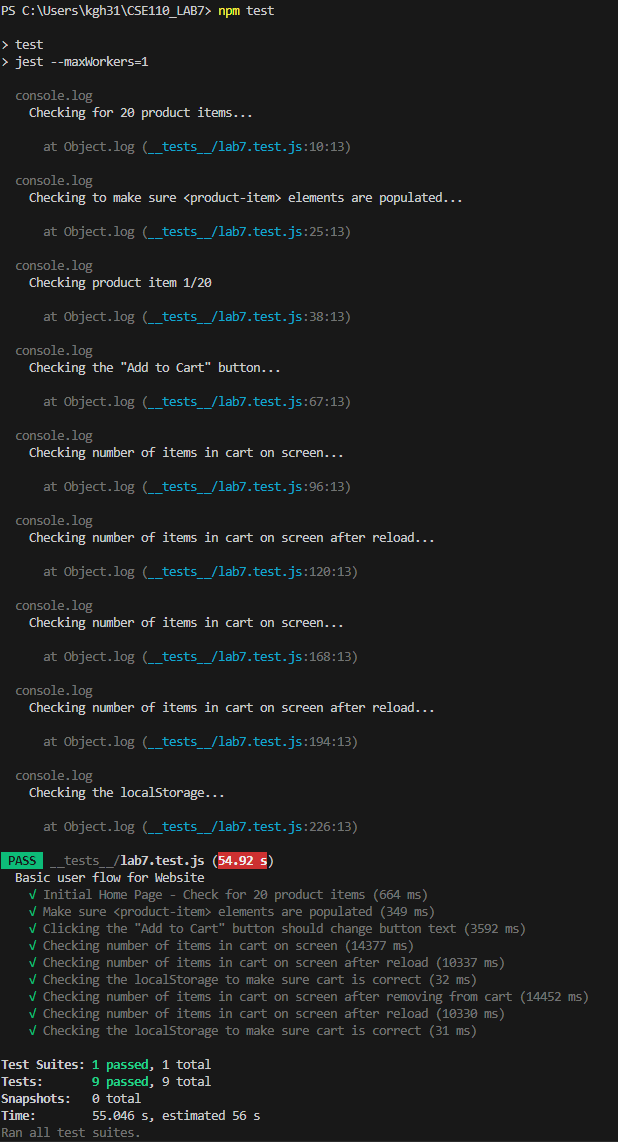 PS C:\Users\kgh31\CSE110_LAB7> npm test
> test
> jest --maxWorkers=1
console.log
Checking for 20 product items...
at Object.log (__tests__/lab7.test.js:10:13)
console.log
Checking to make sure <product-item> elements are populated...
at Object.log (__tests__/lab7.test.js:25:13)
console.log
Checking product item 1/20
at Object.log (__tests__/lab7.test.js:38:13)
console.log
Checking the "Add to Cart" button...
at Object.log (__tests__/lab7.test.js:67:13)
console.log
Checking number of items in cart on screen...
at Object.log (__tests__/lab7.test.js:96:13)
console.log
Checking number of items in cart on screen after reload...
at Object.log (__tests__/lab7.test.js:120:13)
console.log
Checking number of items in cart on screen...
at Object.log (__tests__/lab7.test.js:168:13)
console.log
Checking number of items in cart on screen after reload...
at Object.log (__tests__/lab7.test.js:194:13)
console.log
Checking the localStorage...
at Object.log (__tests__/lab7.test.js:226:13)
PASS __tests__/lab7.test.js (54.92 s)
Basic user flow for Website
√ Initial Home Page - Check for 20 product items (664 ms)
√ Make sure <product-item> elements are populated (349 ms)
√ Clicking the "Add to Cart" button should change button text (3592 ms)
√ Checking number of items in cart on screen (14377 ms)
√ Checking number of items in cart on screen after reload (10337 ms)
√ Checking the localStorage to make sure cart is correct (32 ms)
√ Checking number of items in cart on screen after removing from cart (14452 ms)
√ Checking number of items in cart on screen after reload (10330 ms)
√ Checking the localStorage to make sure cart is correct (31 ms)
Test Suites: 1 passed, 1 total
Tests: 9 passed, 9 total
Snapshots: 0 total
Time: 55.046 s, estimated 56 s
Ran all test suites.